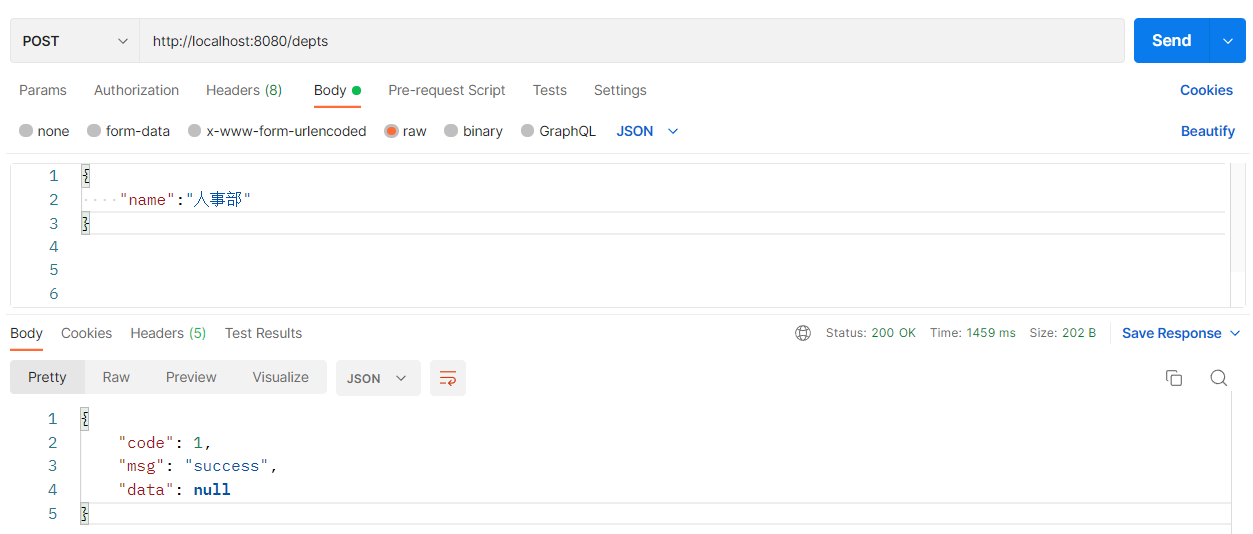 POST http://localhost:8080/depts Send
Params Authorization Headers (8) Body Pre-request Script Tests Settings Cookies
none form-data x-www-form-urlencoded raw binary GraphQL JSON Beautify
1 {
2 "name":"人事部"
3 }
4
5
6
Body Cookies Headers (5) Test Results Status: 200 OK Time: 1459 ms Size: 202 B Save Response
Pretty Raw Preview Visualize JSON
1 {
2 "code": 1,
3 "msg": "success",
4 "data": null
5 }